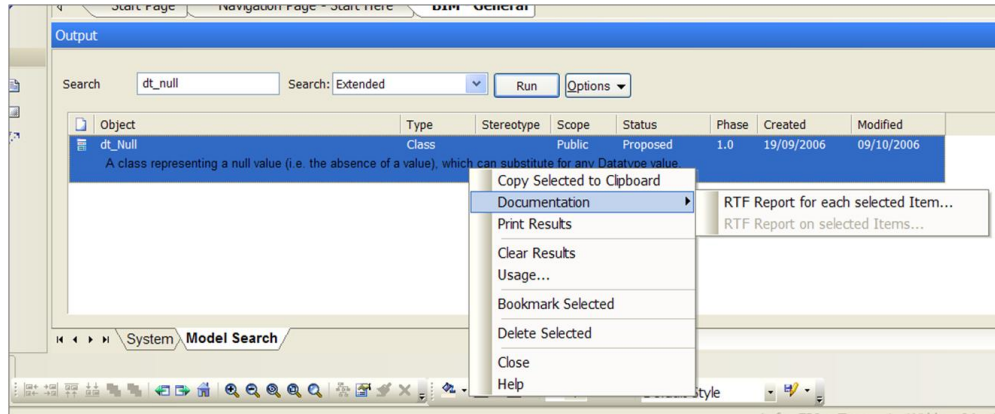 Start Page
Navigation Page - Start Here
BIM - General
Output
Search dt_null Search: Extended Run Options
Object Type Stereotype Scope Status Phase Created Modified
dt_Null Class Public Proposed 1.0 19/09/2006 09/10/2006
A class representing a null value (i.e. the absence of a value), which can substitute for any Datatype value.
Copy Selected to Clipboard
Documentation
RTF Report for each selected Item...
Print Results
RTF Report on selected Items...
Clear Results
Usage...
Bookmark Selected
Delete Selected
System Model Search
Close
Help
Style